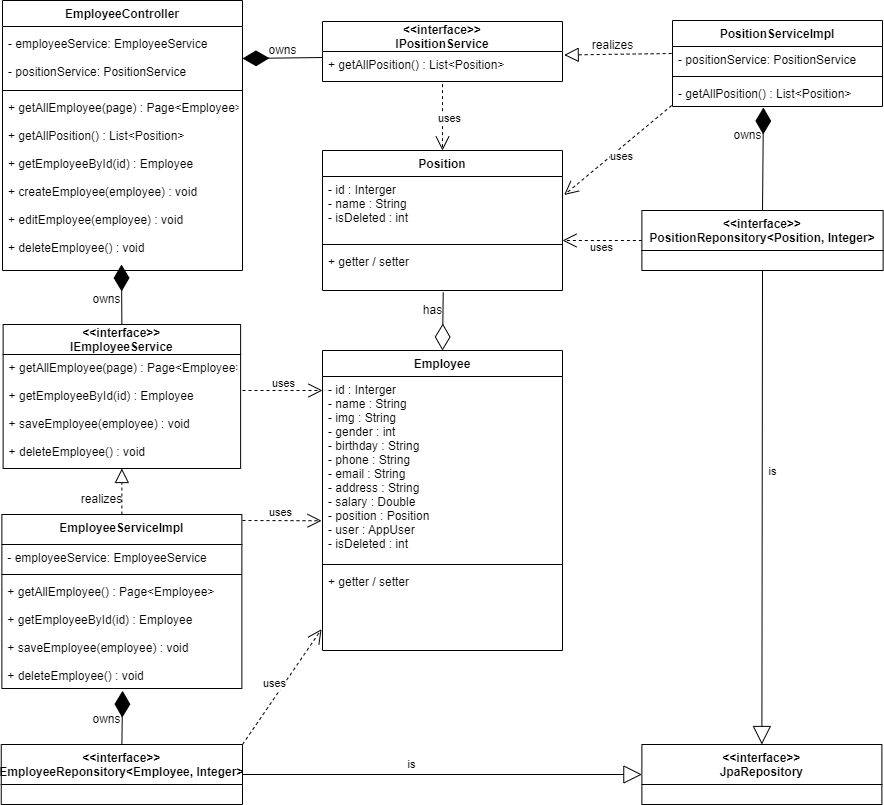 EmployeeController
- employeeService: EmployeeService
- positionService: PositionService
+ getAllEmployee(page) : Page<Employee>
+ getAllPosition() : List<Position>
+ getEmployeeById(id) : Employee
+ createEmployee(employee) : void
+ editEmployee(employee) : void
+ deleteEmployee() : void
owns
<<interface>>
IPositionService
+ getAllPosition() : List<Position>
realizes
PositionServiceImpl
- positionService: PositionService
- getAllPosition() : List<Position>
uses
uses
owns
Position
- id : Interger
- name : String
- isDeleted : int
+ getter / setter
uses
<<interface>>
PositionReponsitory<Position, Integer>
owns
<<interface>>
IEmployeeService
+ getAllEmployee(page) : Page<Employee>
+ getEmployeeById(id) : Employee
+ saveEmployee(employee) : void
+ deleteEmployee() : void
has
uses
Employee
- id : Interger
- name : String
- img : String
- gender : int
- birthday : String
- phone : String
- email : String
- address : String
- salary : Double
- position : Position
- user : AppUser
- isDeleted : int
+ getter / setter
is
realizes
uses
EmployeeServiceImpl
- employeeService: EmployeeService
+ getAllEmployee() : Page<Employee>
+ getEmployeeById(id) : Employee
+ saveEmployee(employee) : void
+ deleteEmployee() : void
uses
owns
<<interface>>
EmployeeReponsitory<Employee, Integer>
is
<<interface>>
JpaRepository